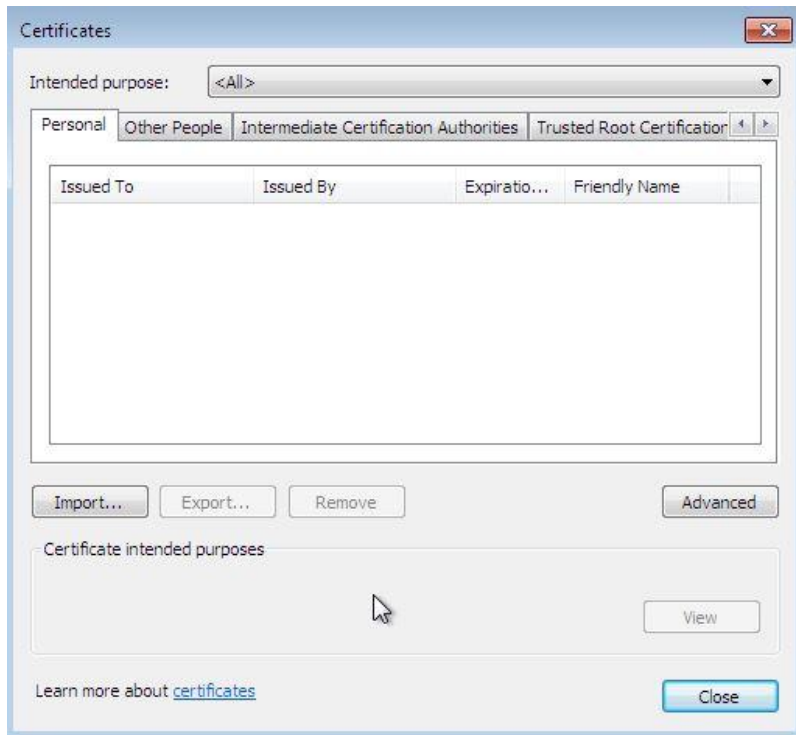 Certificates
Intended purpose: <All>
Personal Other People Intermediate Certification Authorities Trusted Root Certification
Issued To Issued By Expiratio... Friendly Name
Import... Export... Remove Advanced
Certificate intended purposes
View
Learn more about certificates
Close